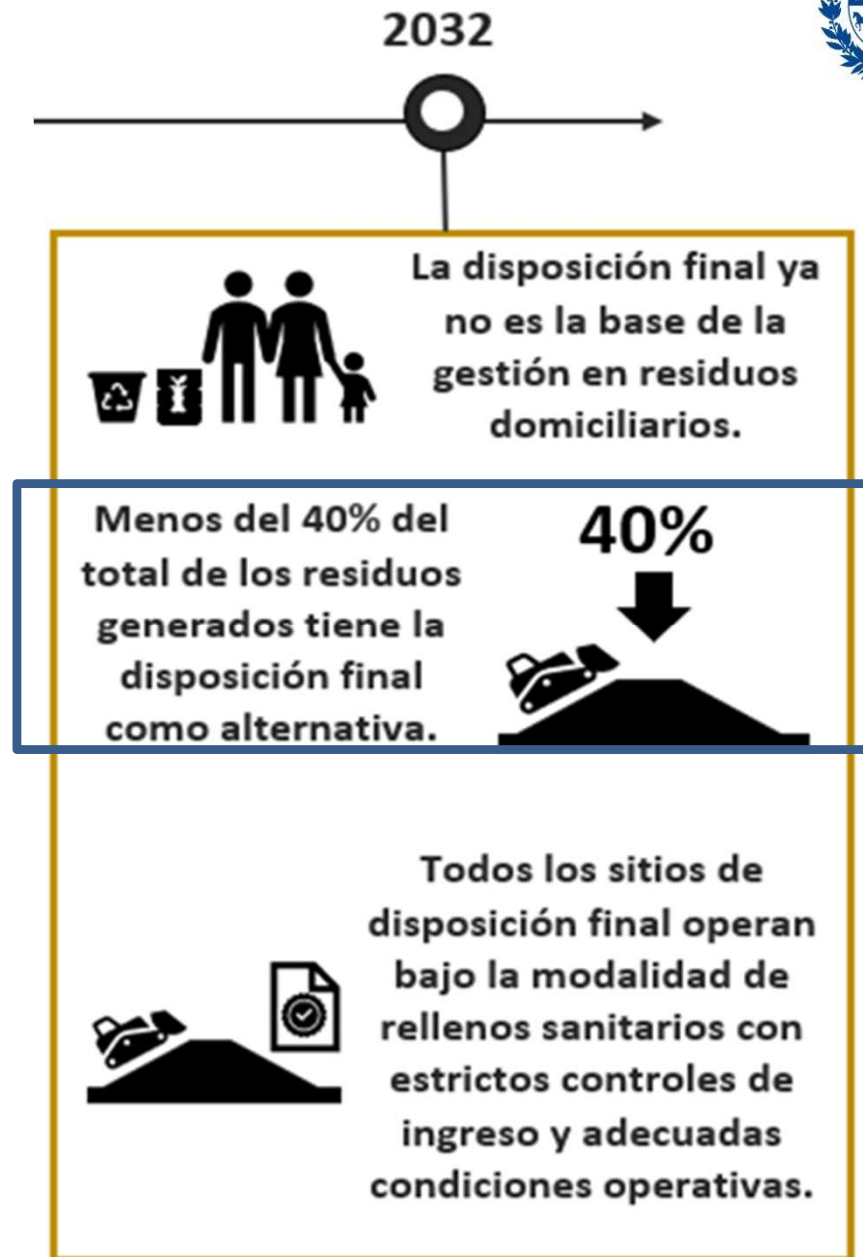 2032
La disposición final ya
no es la base de la
gestión en residuos
domiciliarios.
Menos del 40% del
total de los residuos
generados tiene la
disposición final
como alternativa.
40%
Todos los sitios de
disposición final operan
bajo la modalidad de
rellenos sanitarios con
estrictos controles de
ingreso y adecuadas
condiciones operativas.